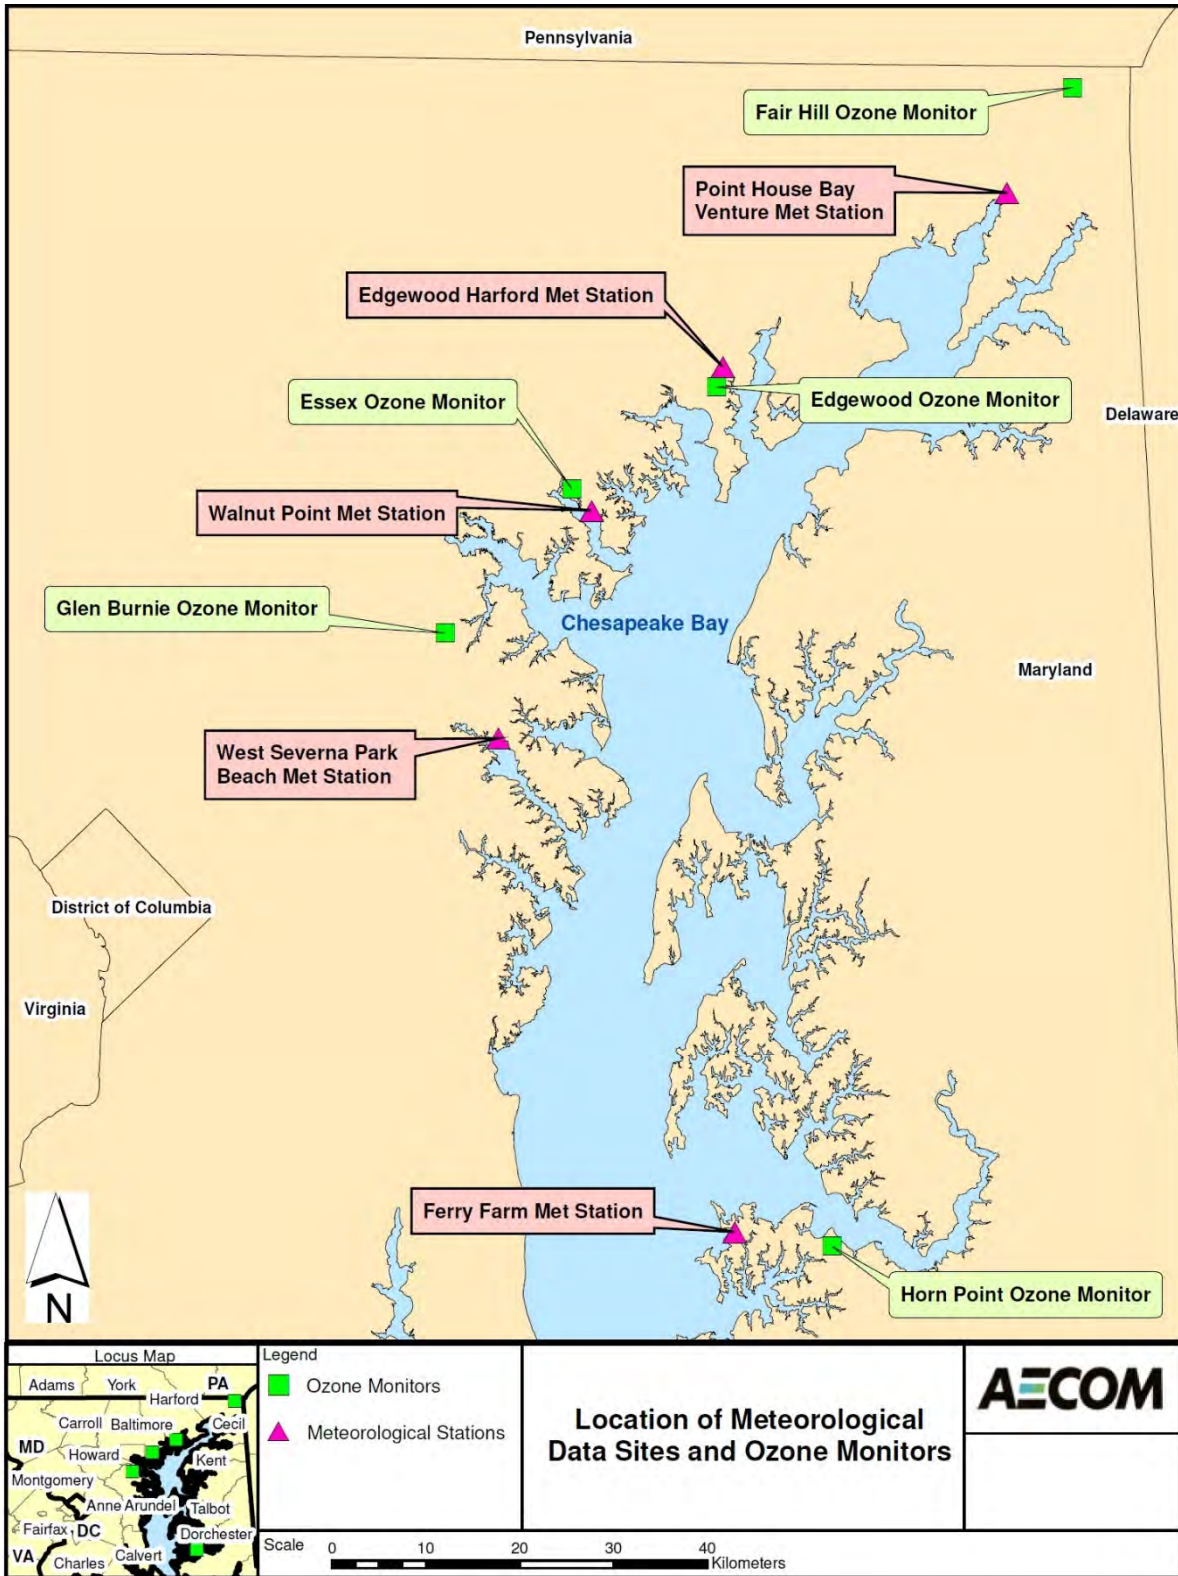 Pennsylvania
Fair Hill Ozone Monitor
Point House Bay
Venture Met Station
Edgewood Harford Met Station
Essex Ozone Monitor
Edgewood Ozone Monitor
Delaware
Walnut Point Met Station
Glen Burnie Ozone Monitor
Chesapeake Bay
Maryland
West Severna Park
Beach Met Station
District of Columbia
Virginia
Ferry Farm Met Station
Horn Point Ozone Monitor
N
Locus Map
Adams York PA
Harford
Carroll Baltimore Cecil
MD Howard
Kent
Montgomery
Anne Arundel Talbot
Fairfax DC Dorchester
VA Charles Calvert
Legend
Ozone Monitors
Meteorological Stations
Location of Meteorological
Data Sites and Ozone Monitors
AECOM
Scale 0 10 20 30 40
Kilometers